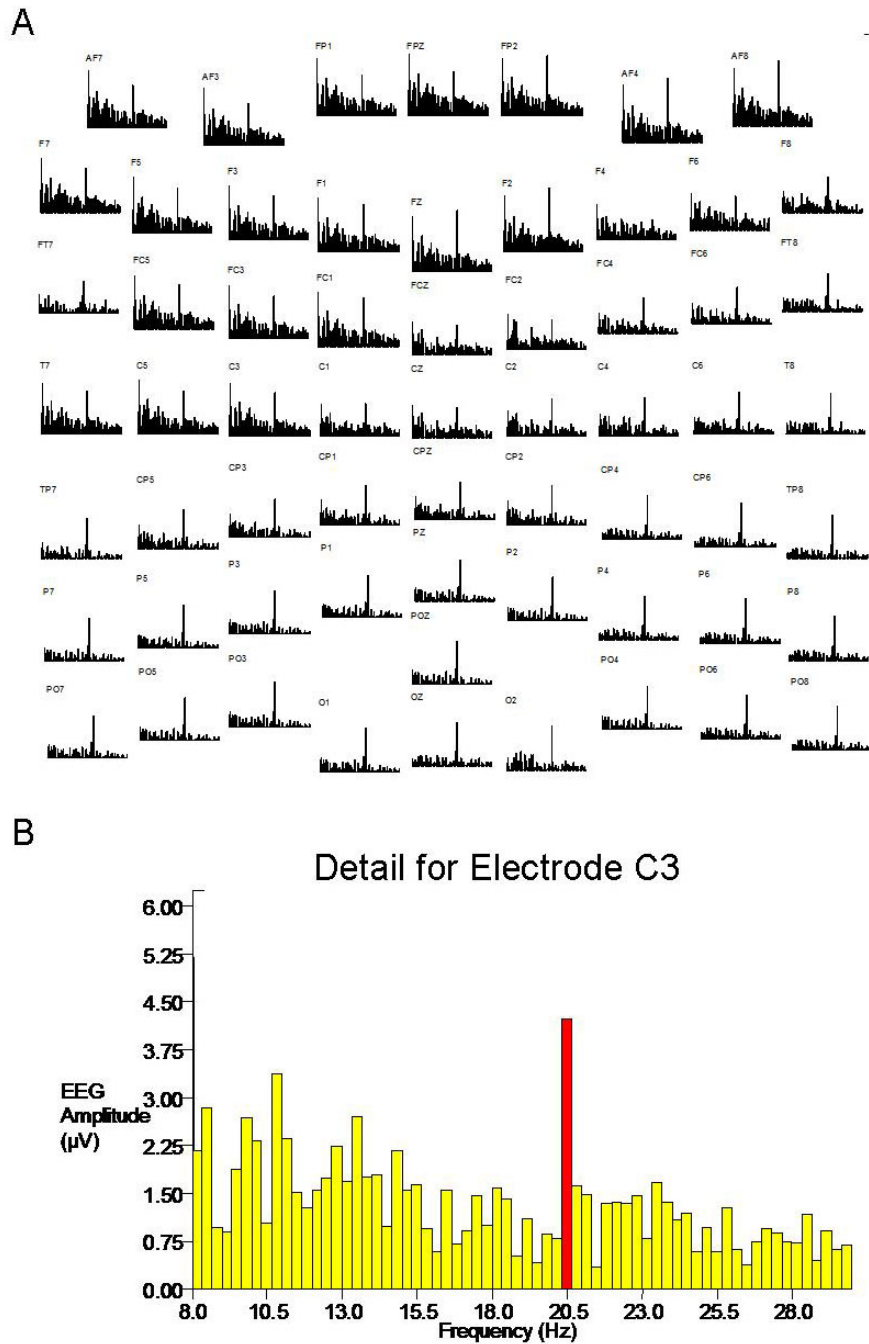 A
FP1 FPZ FP2
AF7 AF3 AF4 AF8
F7 F5 F3 F1 FZ F2 F4 F6 F8
FT7 FC5 FC3 FC1 FCZ FC2 FC4 FC6 FT8
T7 C5 C3 C1 CZ C2 C4 C6 T8
TP7 CP5 CP3 CP1 CPZ CP2 CP4 CP6 TP8
P7 P5 P3 P1 PZ P2 P4 P6 P8
PO7 PO5 PO3 POZ PO4 PO6 PO8
O1 OZ O2
B
Detail for Electrode C3
6.00
5.25
4.50
3.75
3.00
2.25
1.50
0.75
0.00
EEG
Amplitude
(µV)
8.0 10.5 13.0 15.5 18.0 20.5 23.0 25.5 28.0
Frequency (Hz)